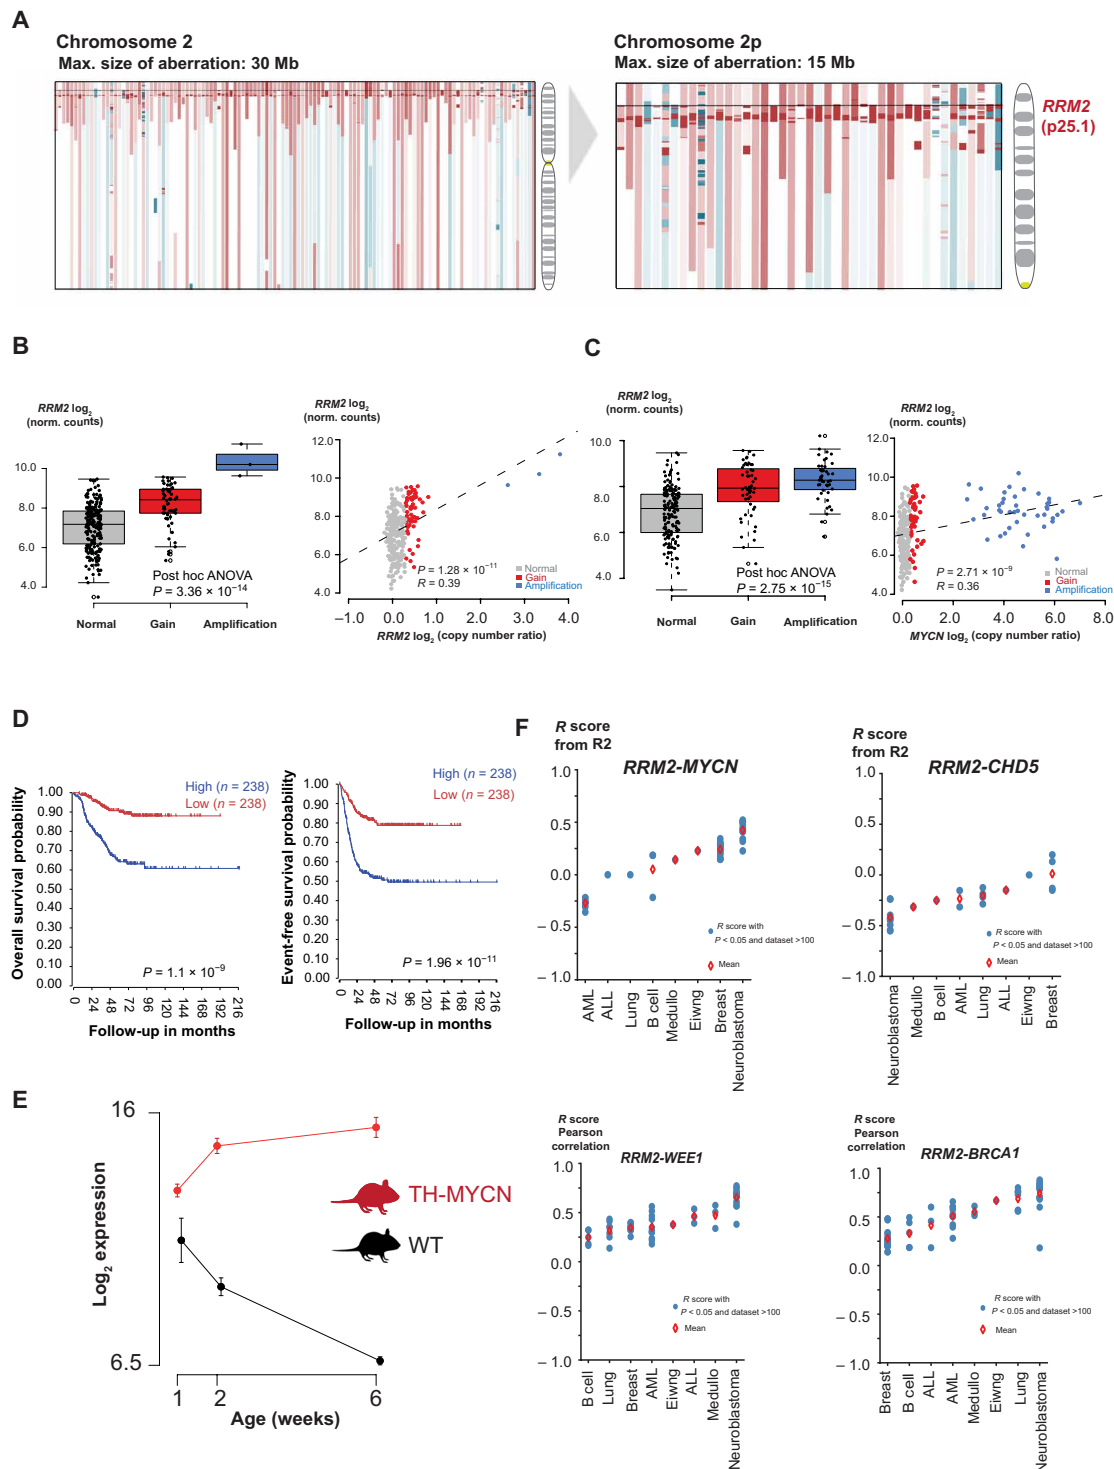 A
Chromosome 2
Max. size of aberration: 30 Mb
Chromosome 2p
Max. size of aberration: 15 Mb
RRM2
(p25.1)
B
RRM2 log2
(norm. counts)
10.0
8.0
6.0
4.0
Post hoc ANOVA
P = 3.36 × 10−14
Normal
Gain
Amplification
RRM2 log2
(norm. counts)
12.0
10.0
8.0
6.0
4.0
P = 1.28 × 10−11
R = 0.39
Normal
Gain
Amplification
−1.0 0.0 1.0 2.0 3.0 4.0
RRM2 log2 (copy number ratio)
C
RRM2 log2
(norm. counts)
10.0
8.0
6.0
4.0
Post hoc ANOVA
P = 2.75 × 10−15
Normal
Gain
Amplification
RRM2 log2
(norm. counts)
12.0
10.0
8.0
6.0
4.0
P = 2.71 × 10−9
R = 0.36
Normal
Gain
Amplification
0.0 2.0 4.0 6.0 8.0
MYCN log2 (copy number ratio)
D
Overall survival probability
1.00
0.90
0.80
0.70
0.60
0.50
0.40
0.30
0.20
0.10
0.00
High (n = 238)
Low (n = 238)
P = 1.1 × 10−9
0 24 48 72 96 120 144 168 192 216
Follow-up in months
Event-free survival probability
1.00
0.90
0.80
0.70
0.60
0.50
0.40
0.30
0.20
0.10
0.00
High (n = 238)
Low (n = 238)
P = 1.96 × 10−11
0 24 48 72 96 120 144 168 192 216
Follow-up in months
E
Log2 expression
16
6.5
TH-MYCN
WT
1 2 6
Age (weeks)
F
R score
from R2
RRM2-MYCN
1.0
0.5
0.0
−0.5
−1.0
R score with
P < 0.05 and dataset >100
Mean
AML
ALL
Lung
B cell
Medullo
Eiwng
Breast
Neuroblastoma
R score
from R2
RRM2-CHD5
1.0
0.5
0.0
−0.5
−1.0
R score with
P < 0.05 and dataset >100
Mean
Neuroblastoma
Medullo
B cell
AML
Lung
ALL
Eiwng
Breast
R score
Pearson
correlation
RRM2-WEE1
1.0
0.5
0.0
−0.5
−1.0
R score with
P < 0.05 and dataset >100
Mean
B cell
Lung
Breast
AML
Eiwng
ALL
Medullo
Neuroblastoma
R score
Pearson
correlation
RRM2-BRCA1
1.0
0.5
0.0
−0.5
−1.0
R score with
P < 0.05 and dataset >100
Mean
Breast
B cell
ALL
AML
Medullo
Eiwng
Lung
Neuroblastoma